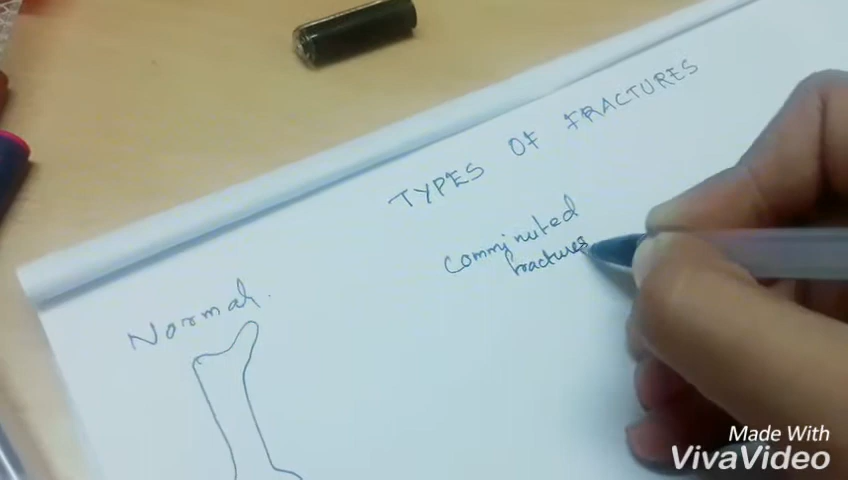 TYPES OF FRACTURES
Comminuted
fractures
Normal.
Made With
VivaVideo